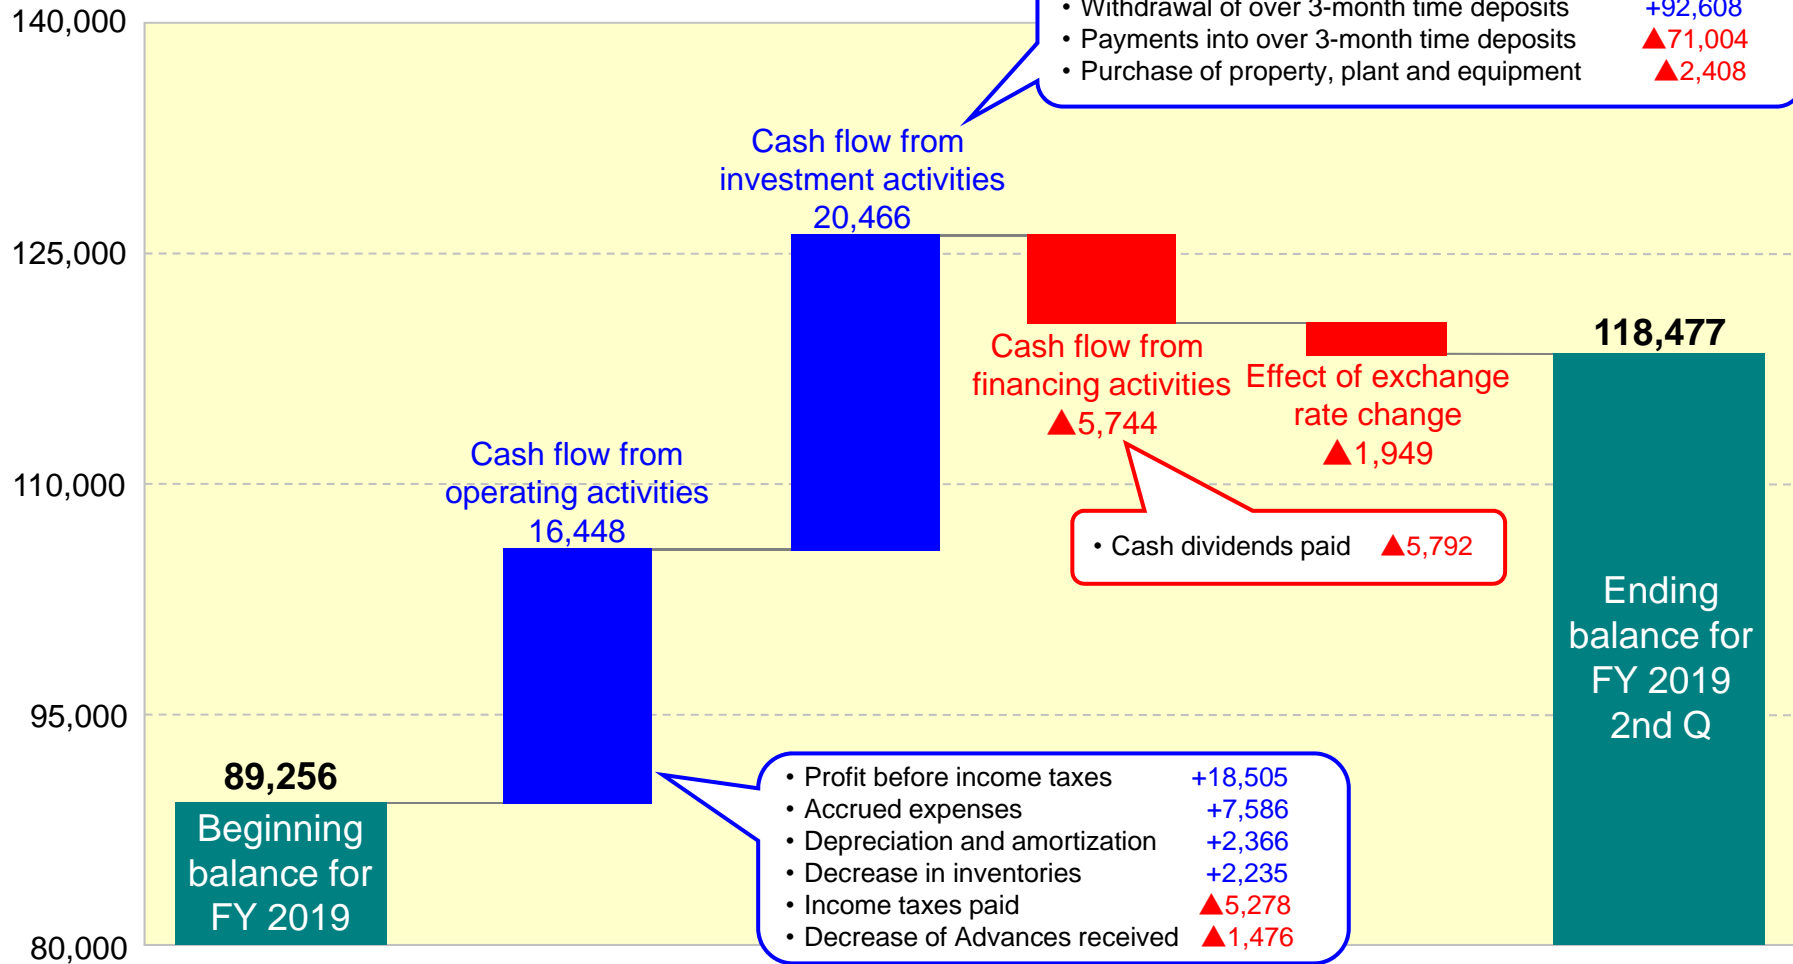 140,000
125,000
110,000
95,000
80,000
• Withdrawal of over 3-month time deposits +92,608
• Payments into over 3-month time deposits ▲71,004
• Purchase of property, plant and equipment ▲2,408
Cash flow from
investment activities
20,466
Cash flow from
financing activities
▲5,744
Effect of exchange
rate change
▲1,949
118,477
Cash flow from
operating activities
16,448
• Cash dividends paid ▲5,792
Ending
balance for
FY 2019
2nd Q
89,256
Beginning
balance for
FY 2019
• Profit before income taxes +18,505
• Accrued expenses +7,586
• Depreciation and amortization +2,366
• Decrease in inventories +2,235
• Income taxes paid ▲5,278
• Decrease of Advances received ▲1,476